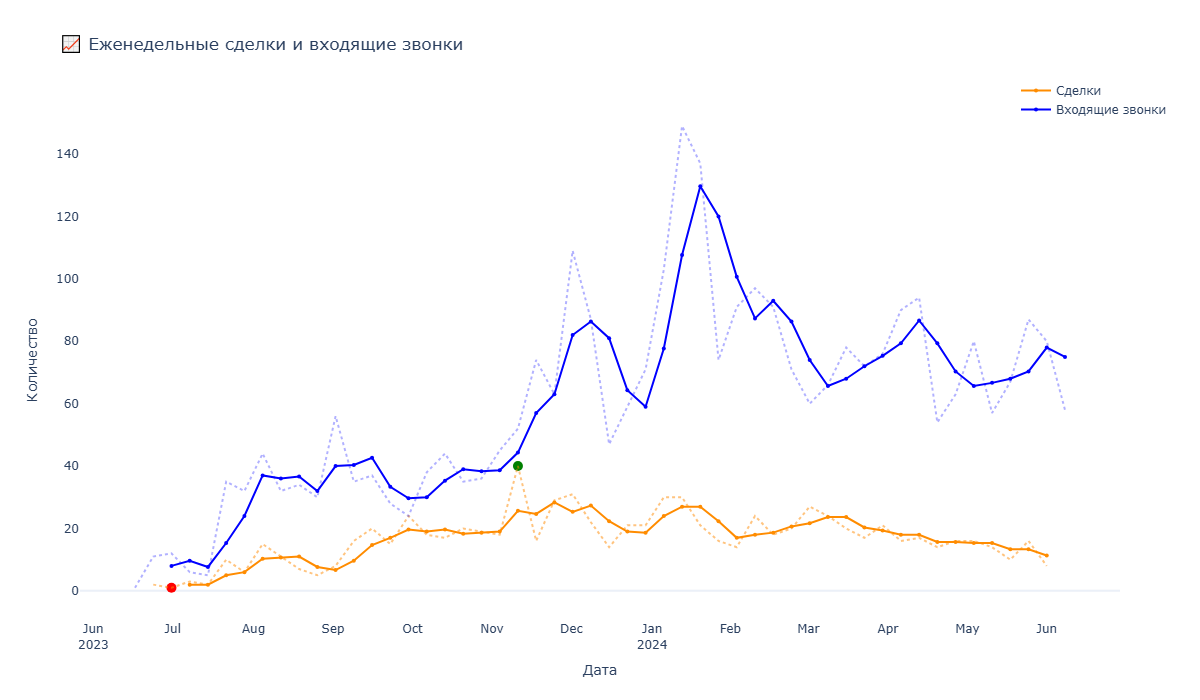 📈 Еженедельные сделки и входящие звонки
Сделки
Входящие звонки
Количество
140
120
100
80
60
40
20
0
Jun Jul Aug Sep Oct Nov Dec Jan Feb Mar Apr May Jun
2023 2024
Дата